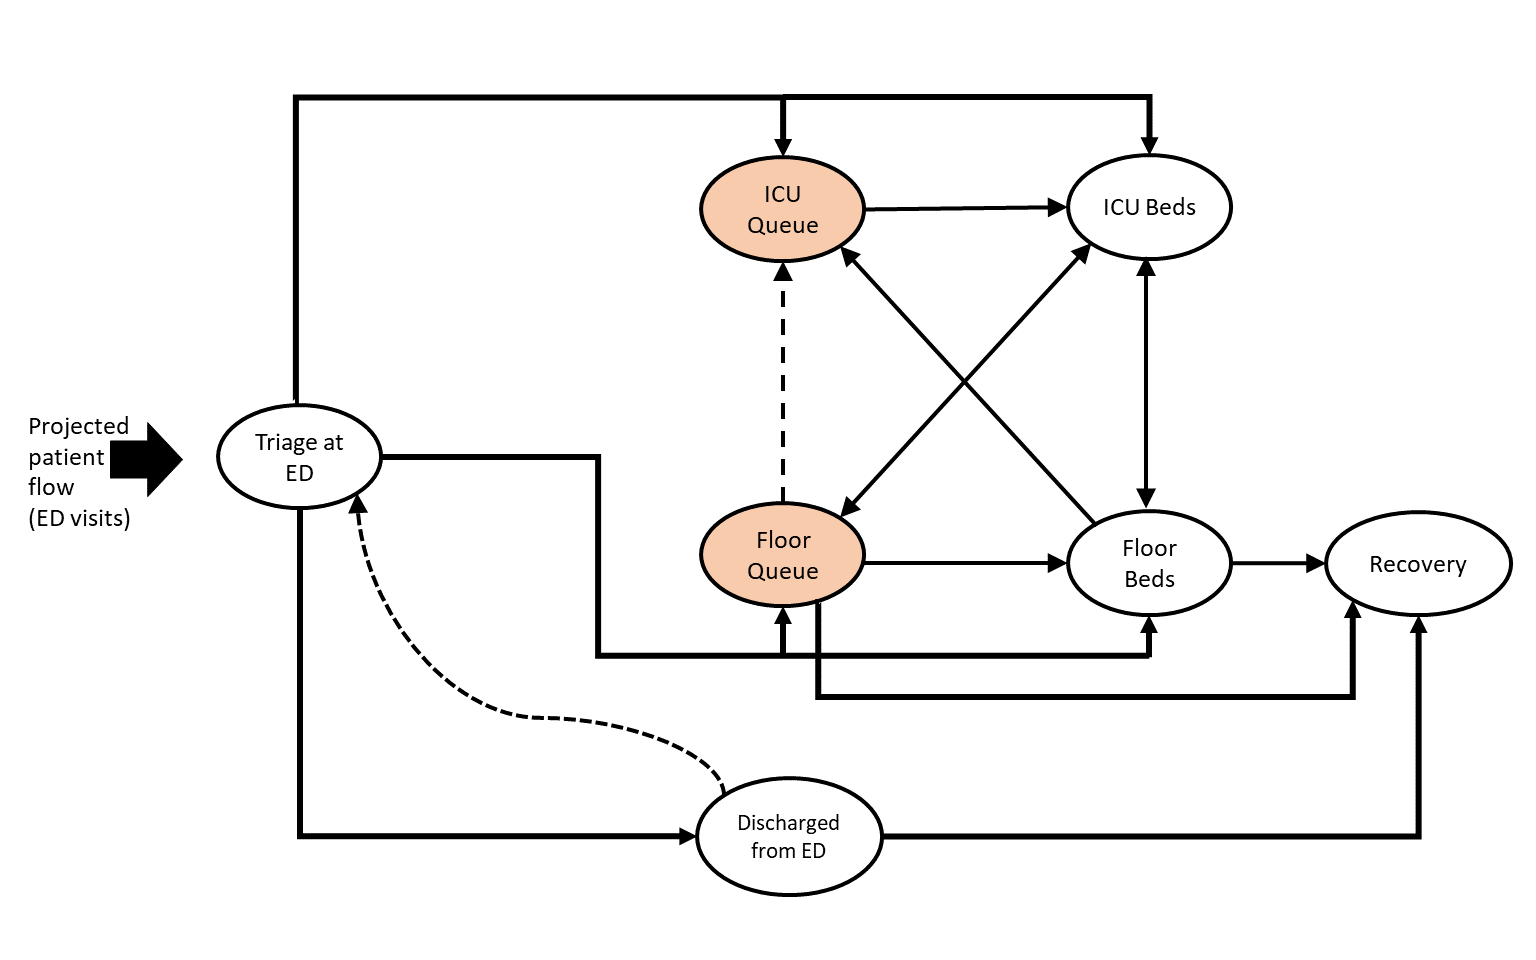 ICU
Queue
ICU Beds
Projected
patient
flow
(ED visits)
Triage at
ED
Floor
Queue
Floor
Beds
Recovery
Discharged
from ED